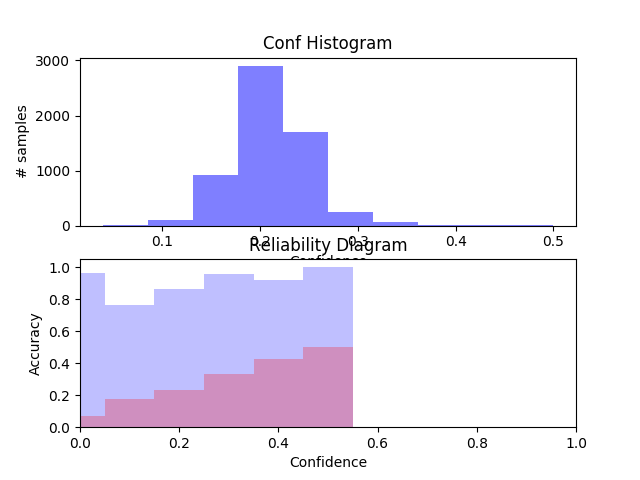 Conf Histogram
3000
2000
1000
0
# samples
0.1 0.2 0.3 0.4 0.5
Confidence
Reliability Diagram
1.0
0.8
0.6
0.4
0.2
0.0
Accuracy
0.0 0.2 0.4 0.6 0.8 1.0
Confidence